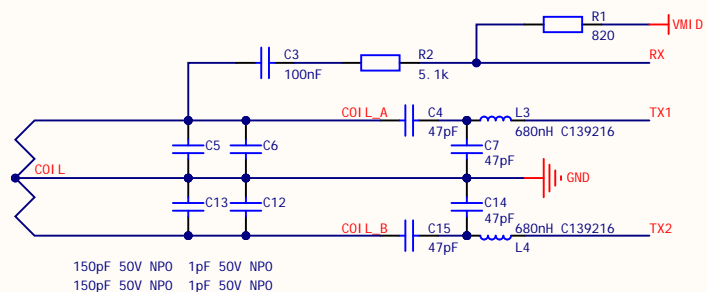 R1
VMID
820
C3
R2
RX
100nF
5.1k
COIL_A
C4
L3
TX1
47pF
680nH C139216
C5
C6
C7
47pF
COIL
GND
C13
C12
C14
47pF
COIL_B
C15
680nH C139216
TX2
47pF
L4
150pF 50V NPO 1pF 50V NPO
150pF 50V NPO 1pF 50V NPO